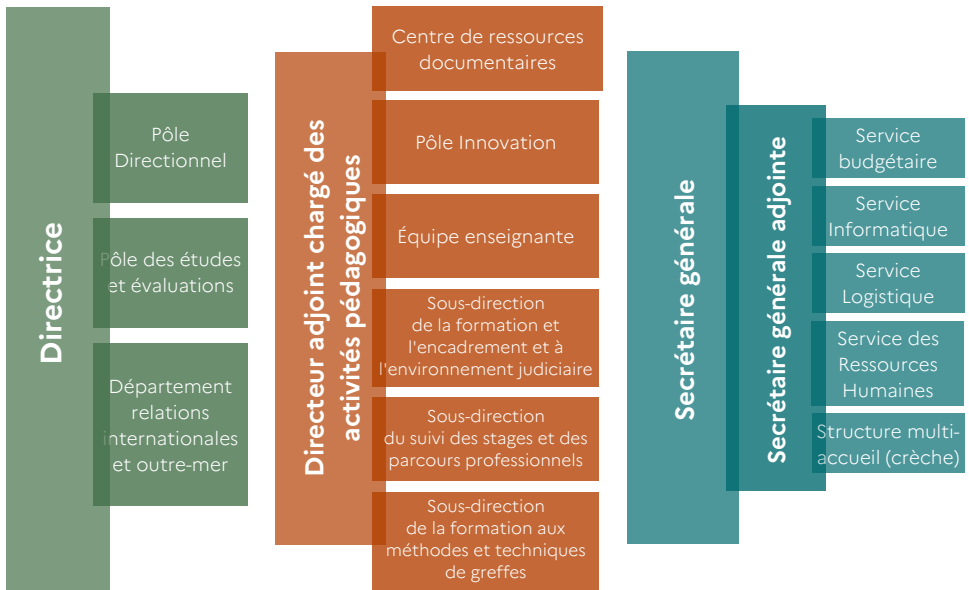 Directrice
Pôle
Directionnel
Pôle des études
et évaluations
Département
relations
internationales
et outre-mer
Directeur adjoint chargé des
activités pédagogiques
Centre de ressources
documentaires
Pôle Innovation
Équipe enseignante
Sous-direction
de la formation et
l'encadrement et à
l'environnement judiciaire
Sous-direction
du suivi des stages et des
parcours professionnels
Sous-direction
de la formation aux
méthodes et techniques
de greffes
Secrétaire générale
Secrétaire générale adjointe
Service
budgétaire
Service
Informatique
Service
Logistique
Service des
Ressources
Humaines
Structure multi-
accueil (crèche)